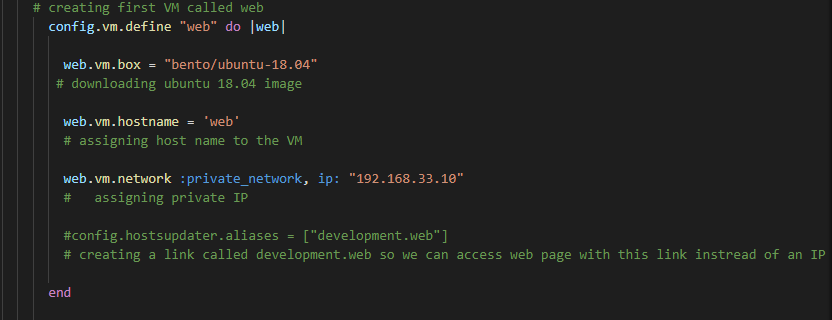 # creating first VM called web
config.vm.define "web" do |web|
web.vm.box = "bento/ubuntu-18.04"
# downloading ubuntu 18.04 image
web.vm.hostname = 'web'
# assigning host name to the VM
web.vm.network :private_network, ip: "192.168.33.10"
#   assigning private IP
#config.hostsupdater.aliases = ["development.web"]
# creating a link called development.web so we can access web page with this link instread of an IP
end